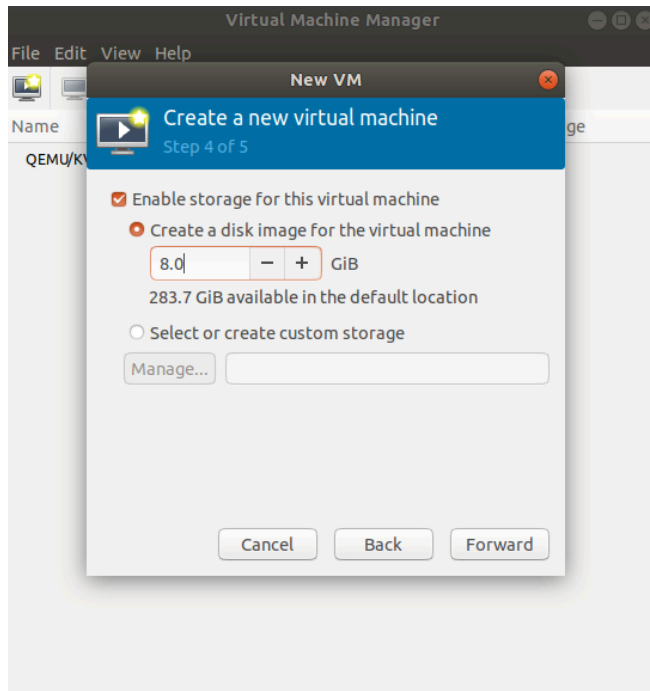 Virtual Machine Manager
File Edit View Help
New VM
Name
Create a new virtual machine
Step 4 of 5
QEMU/
Enable storage for this virtual machine
Create a disk image for the virtual machine
8.0 − + GiB
283.7 GiB available in the default location
Select or create custom storage
Manage...
Cancel Back Forward